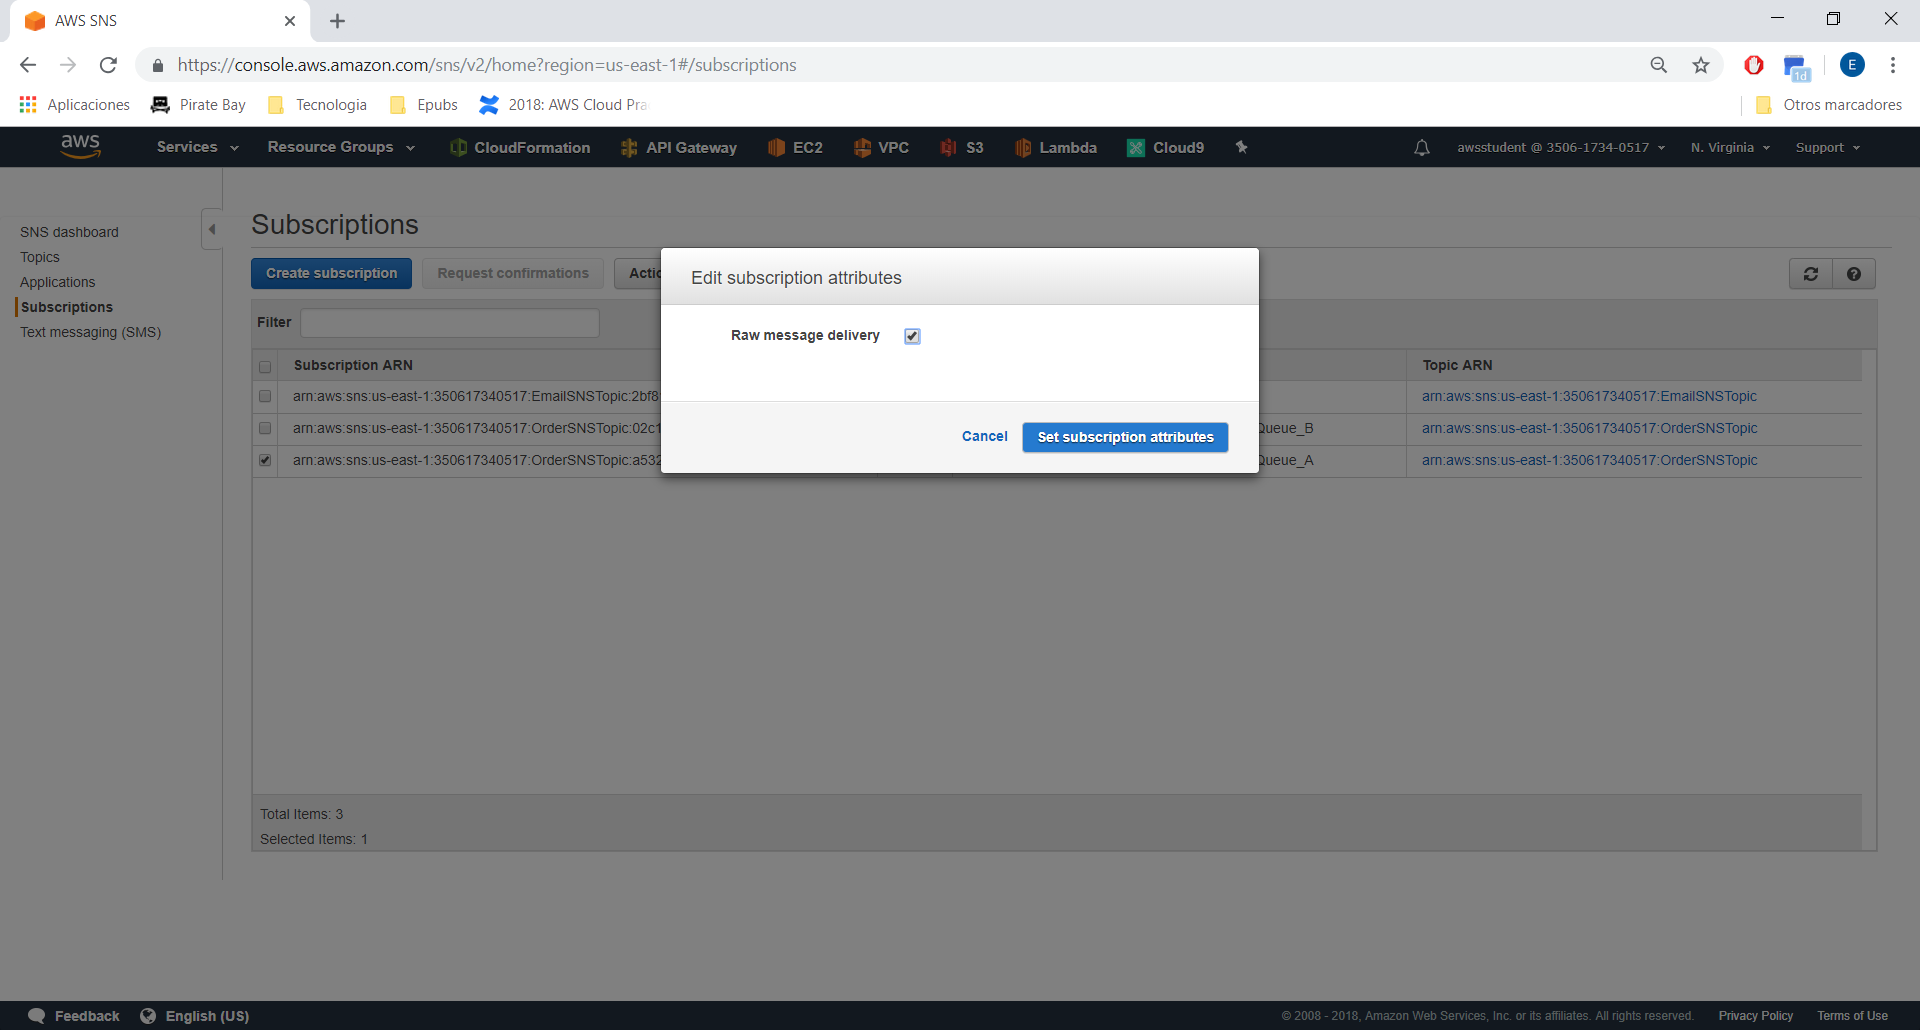 AWS SNS
https://console.aws.amazon.com/sns/v2/home?region=us-east-1#/subscriptions
E
1d
Aplicaciones Pirate Bay Tecnologia Epubs 2018: AWS Cloud Pra Otros marcadores
aws Services Resource Groups CloudFormation API Gateway EC2 VPC S3 Lambda Cloud9 awsstudent @ 3506-1734-0517 N. Virginia Support
SNS dashboard
Topics
Applications
Subscriptions
Text messaging (SMS)
Subscriptions
Create subscription Request confirmations Actio
Filter
Subscription ARN Topic ARN
arn:aws:sns:us-east-1:350617340517:EmailSNSTopic:2bf8 arn:aws:sns:us-east-1:350617340517:EmailSNSTopic
arn:aws:sns:us-east-1:350617340517:OrderSNSTopic:02c1 Queue_B arn:aws:sns:us-east-1:350617340517:OrderSNSTopic
arn:aws:sns:us-east-1:350617340517:OrderSNSTopic:a532 Queue_A arn:aws:sns:us-east-1:350617340517:OrderSNSTopic
Edit subscription attributes
Raw message delivery
Cancel Set subscription attributes
Total Items: 3
Selected Items: 1
Feedback English (US) © 2008 - 2018, Amazon Web Services, Inc. or its affiliates. All rights reserved. Privacy Policy Terms of Use